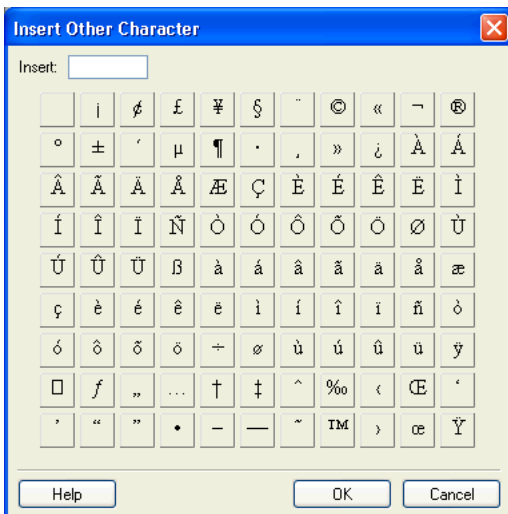 Insert Other Character
Insert:
¡ ¢ £ ¥ § ¨ © « ¬ ®
° ± ´ µ ¶ · ¸ » ¿ À Á
Â Ã Ä Å Æ Ç È É Ê Ë Ì
Í Î Ï Ñ Ò Ó Ô Õ Ö Ø Ù
Ú Û Ü ß à á â ã ä å æ
ç è é ê ë ì í î ï ñ ò
ó ô õ ö ÷ ø ù ú û ü ÿ
ƒ „ … † ‡ ˆ ‰ ‹ Œ ‘
’ “ ” • – — ˜ ™ › œ Ÿ
Help OK Cancel